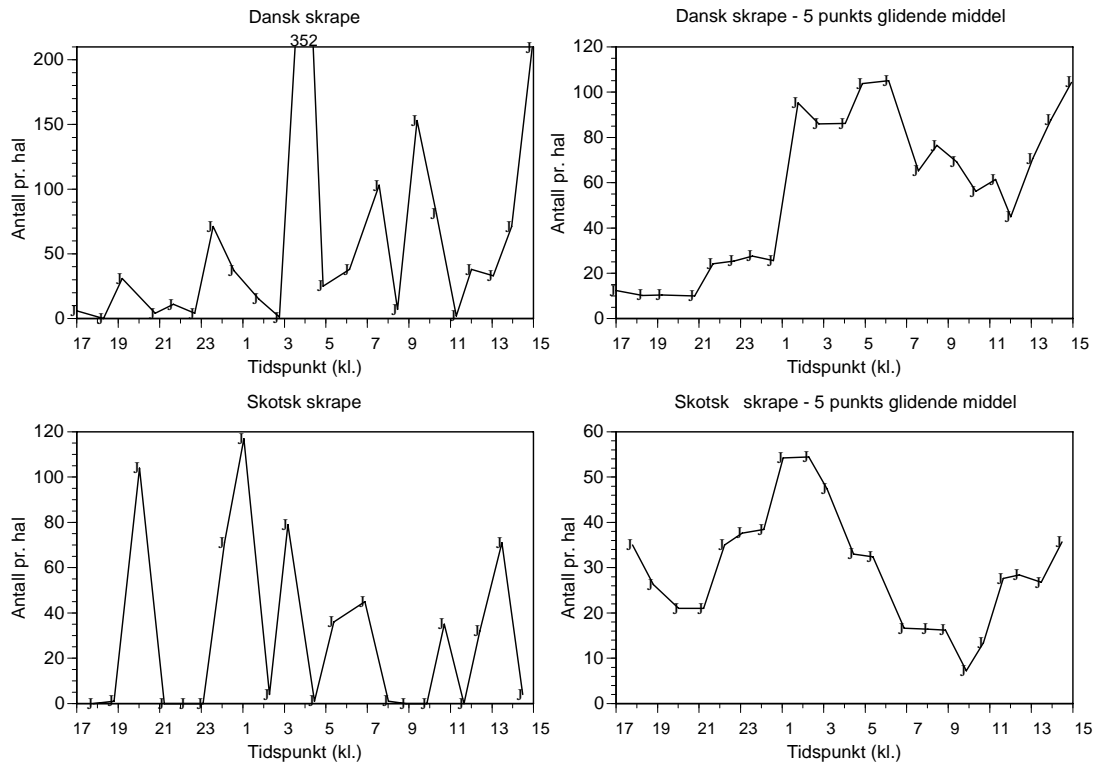 Dansk skrape
352
200
150
100
50
0
Antall pr. hal
17 19 21 23 1 3 5 7 9 11 13 15
Tidspunkt (kl.)
Dansk skrape - 5 punkts glidende middel
120
100
80
60
40
20
0
Antall pr. hal
17 19 21 23 1 3 5 7 9 11 13 15
Tidspunkt (kl.)
Skotsk skrape
120
100
80
60
40
20
0
Antall pr. hal
17 19 21 23 1 3 5 7 9 11 13 15
Tidspunkt (kl.)
Skotsk skrape - 5 punkts glidende middel
60
50
40
30
20
10
0
Antall pr. hal
17 19 21 23 1 3 5 7 9 11 13 15
Tidspunkt (kl.)